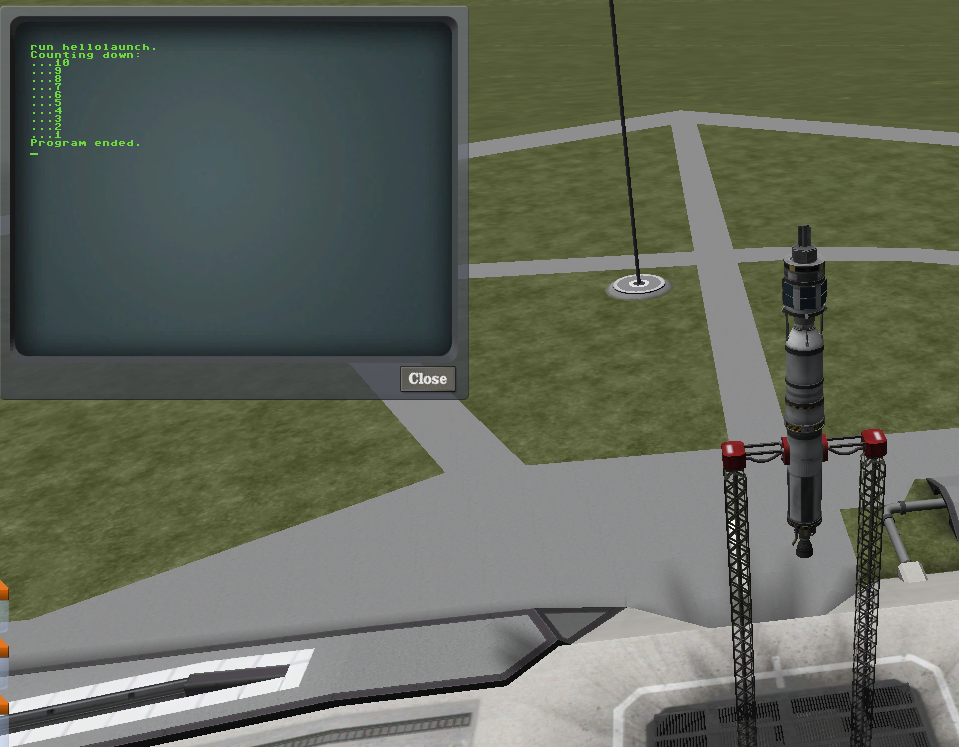 run hellolaunch.
Counting down:
...10
...9
...8
...7
...6
...5
...4
...3
...2
...1
Program ended.
Close